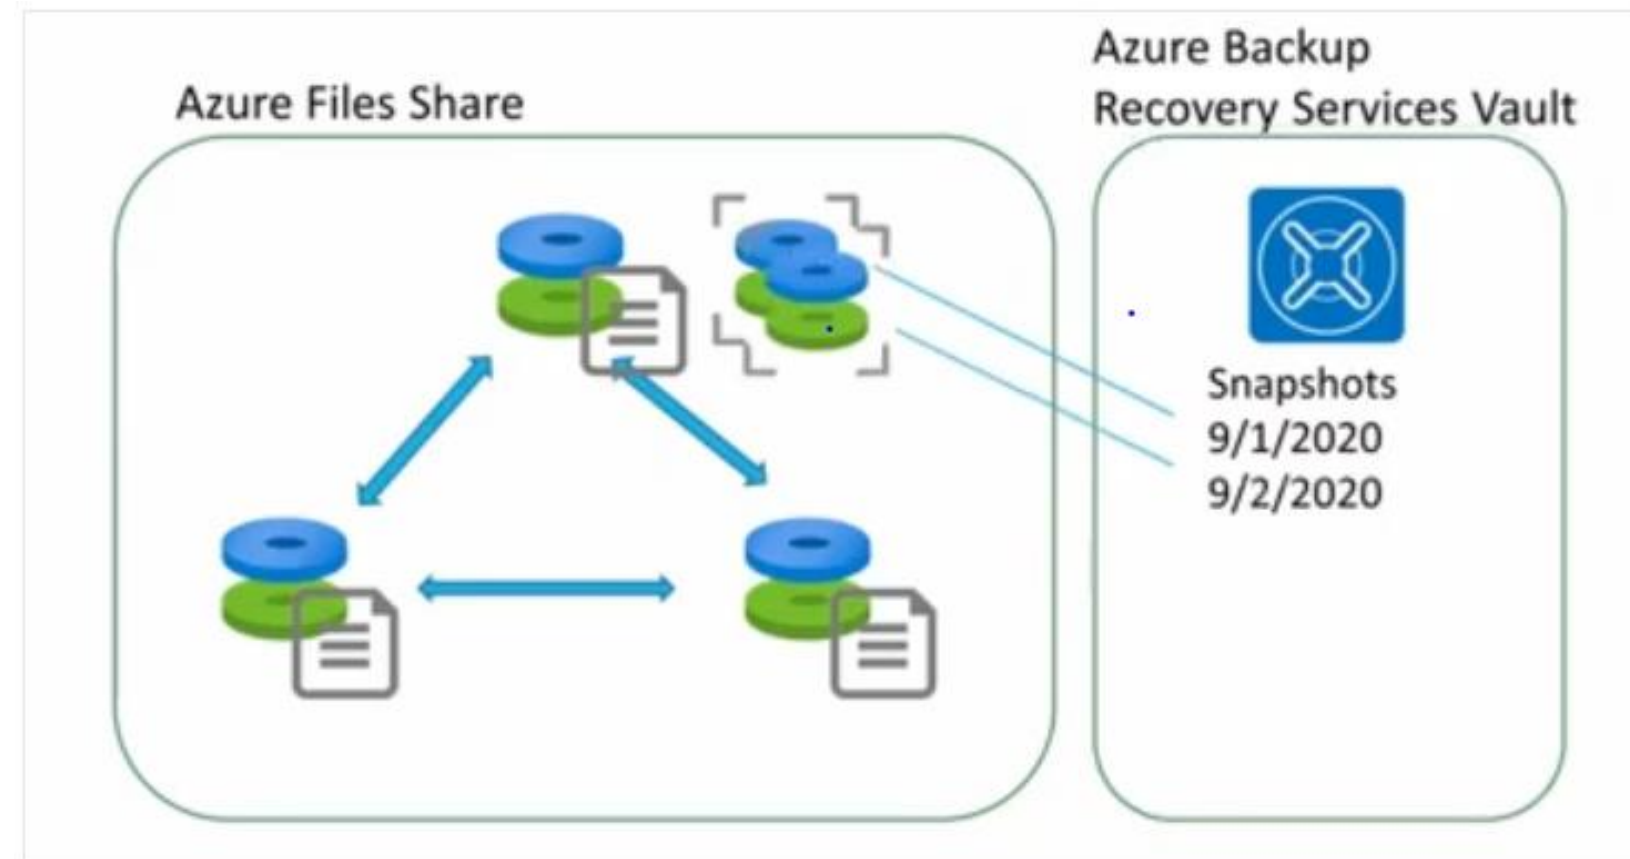 Azure Files Share
Azure Backup
Recovery Services Vault
Snapshots
9/1/2020
9/2/2020